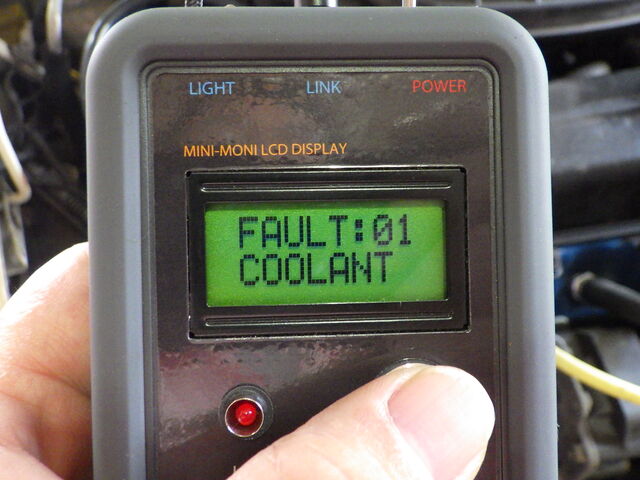 LIGHT LINK POWER
MINI-MONI LCD DISPLAY
FAULT:01
COOLANT